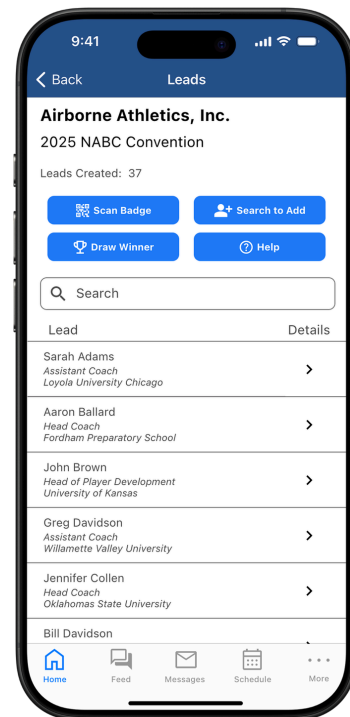 9:41
Back
Leads
Airborne Athletics, Inc.
2025 NABC Convention
Leads Created: 37
Scan Badge
Search to Add
Draw Winner
Help
Search
Lead
Details
Sarah Adams
Assistant Coach
Loyola University Chicago
Aaron Ballard
Head Coach
Fordham Preparatory School
John Brown
Head of Player Development
University of Kansas
Greg Davidson
Assistant Coach
Willamette Valley University
Jennifer Collen
Head Coach
Oklahomas State University
Bill Davidson
Home
Feed
Messages
Schedule
More